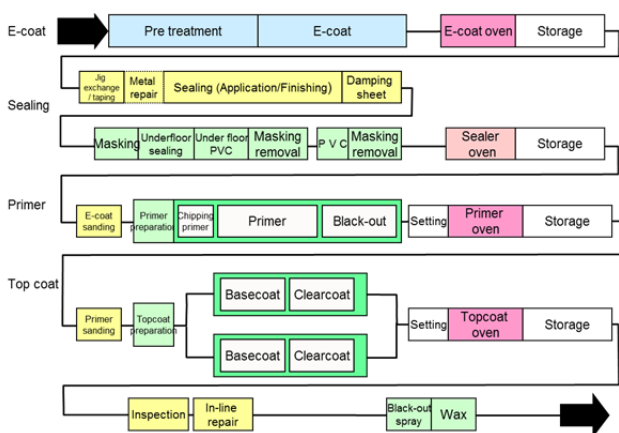 E-coat
Pre treatment
E-coat
E-coat oven
Storage
Jig
exchange
/ taping
Metal
repair
Sealing (Application/Finishing)
Damping
sheet
Sealing
Masking
Underfloor
sealing
Under floor
PVC
Masking
removal
P V C
Masking
removal
Sealer
oven
Storage
Primer
E-coat
sanding
Primer
preparation
Chipping
primer
Primer
Black-out
Setting
Primer
oven
Storage
Top coat
Primer
sanding
Topcoat
preparation
Basecoat
Clearcoat
Basecoat
Clearcoat
Setting
Topcoat
oven
Storage
Inspection
In-line
repair
Black-out
spray
Wax